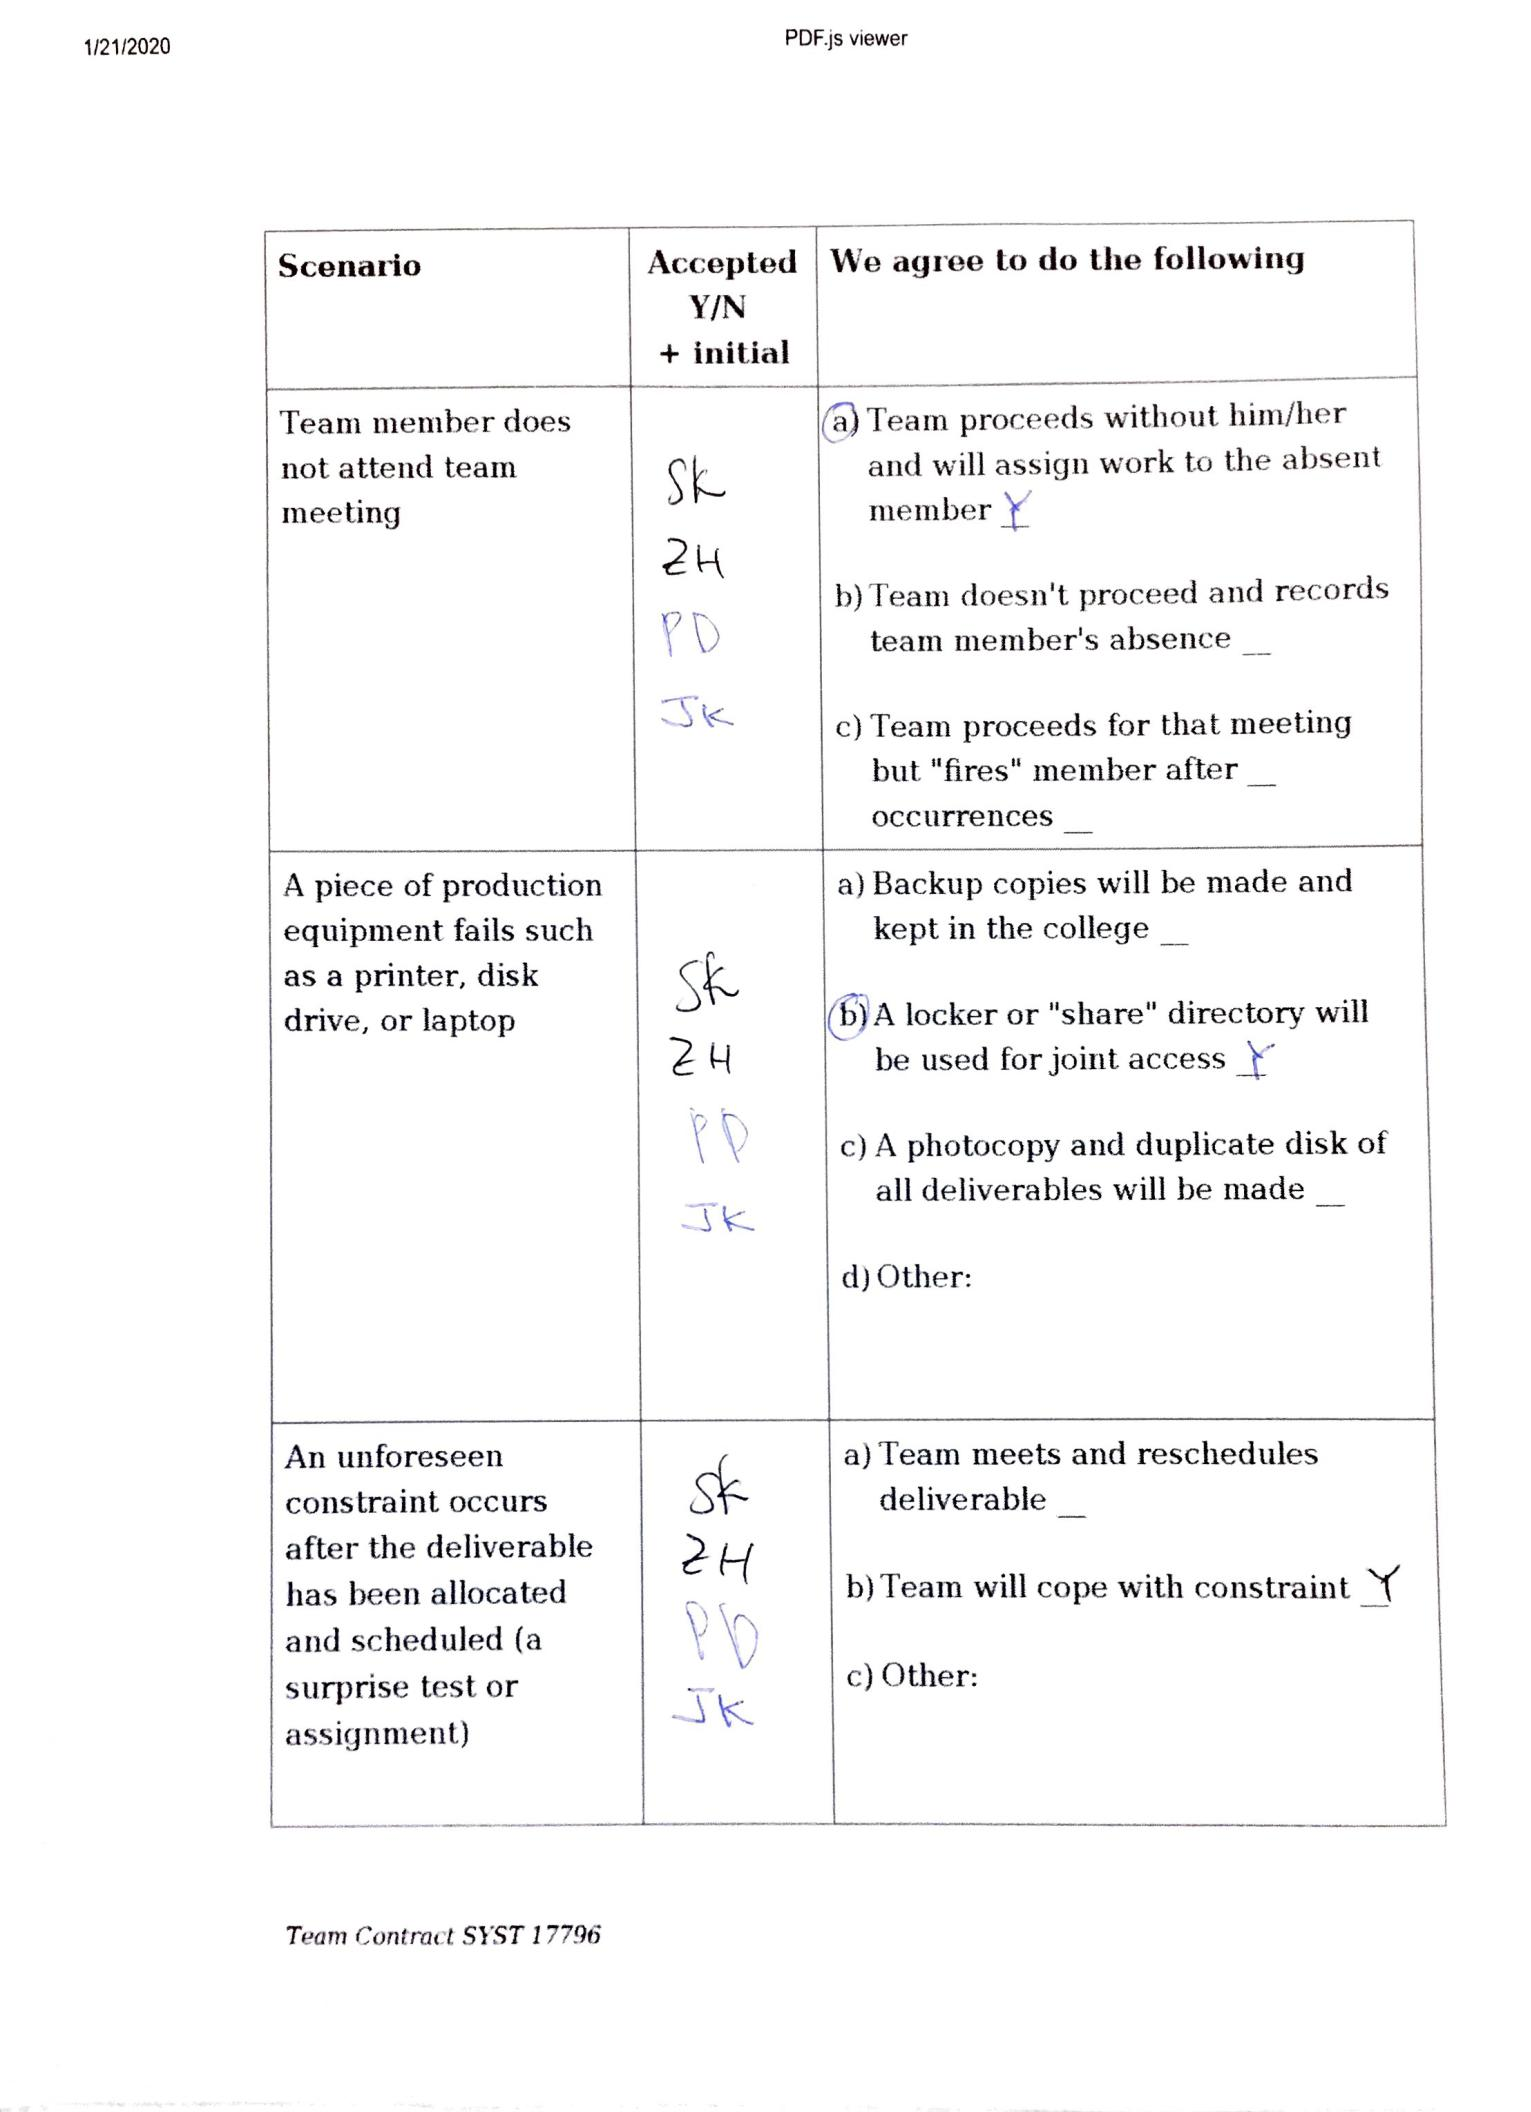 1/21/2020
PDF.js viewer
Scenario
Accepted
Y/N
+ initial
We agree to do the following
Team member does
not attend team
meeting
SK
ZH
PD
JK
a) Team proceeds without him/her
and will assign work to the absent
member Y
b) Team doesn't proceed and records
team member's absence __
c) Team proceeds for that meeting
but "fires" member after __
occurrences __
A piece of production
equipment fails such
as a printer, disk
drive, or laptop
SK
ZH
PD
JK
a) Backup copies will be made and
kept in the college __
b) A locker or "share" directory will
be used for joint access Y
c) A photocopy and duplicate disk of
all deliverables will be made __
d) Other:
An unforeseen
constraint occurs
after the deliverable
has been allocated
and scheduled (a
surprise test or
assignment)
SK
ZH
PD
JK
a) Team meets and reschedules
deliverable __
b) Team will cope with constraint Y
c) Other:
Team Contract SYST 17796